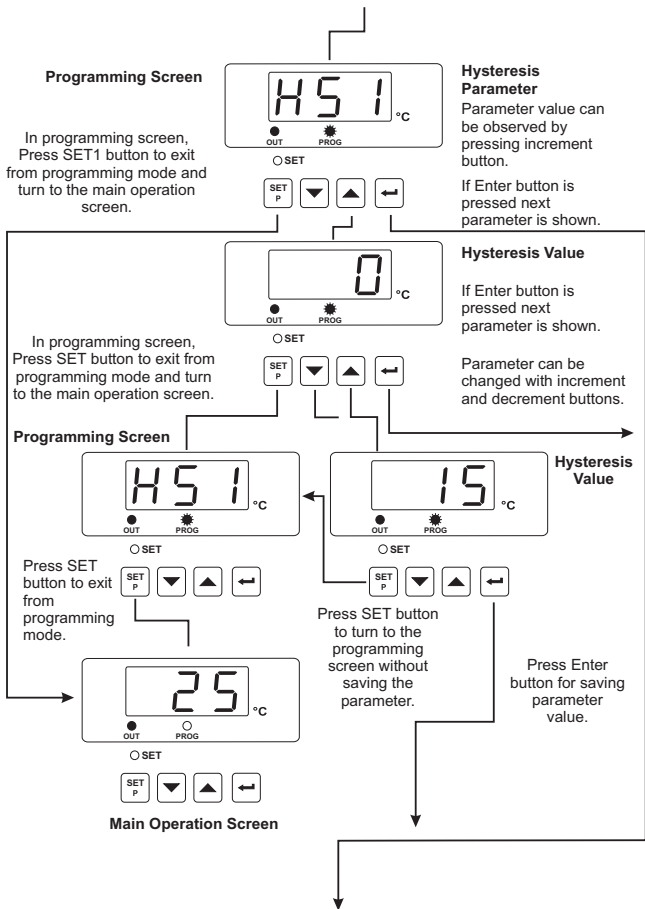 Programming Screen
HS1
°C
OUT
PROG
SET
SET
P
Hysteresis
Parameter
Parameter value can
be observed by
pressing increment
button.
If Enter button is
pressed next
parameter is shown.
In programming screen,
Press SET1 button to exit
from programming mode and
turn to the main operation
screen.
0
°C
OUT
PROG
SET
SET
P
Hysteresis Value
If Enter button is
pressed next
parameter is shown.
Parameter can be
changed with increment
and decrement buttons.
In programming screen,
Press SET button to exit from
programming mode and turn
to the main operation screen.
Programming Screen
HS1
°C
OUT
PROG
SET
SET
P
Press SET
button to exit
from
programming
mode.
15
°C
OUT
PROG
SET
SET
P
Hysteresis
Value
Press SET button
to turn to the
programming
screen without
saving the
parameter.
Press Enter
button for saving
parameter
value.
25
°C
OUT
PROG
SET
SET
P
Main Operation Screen